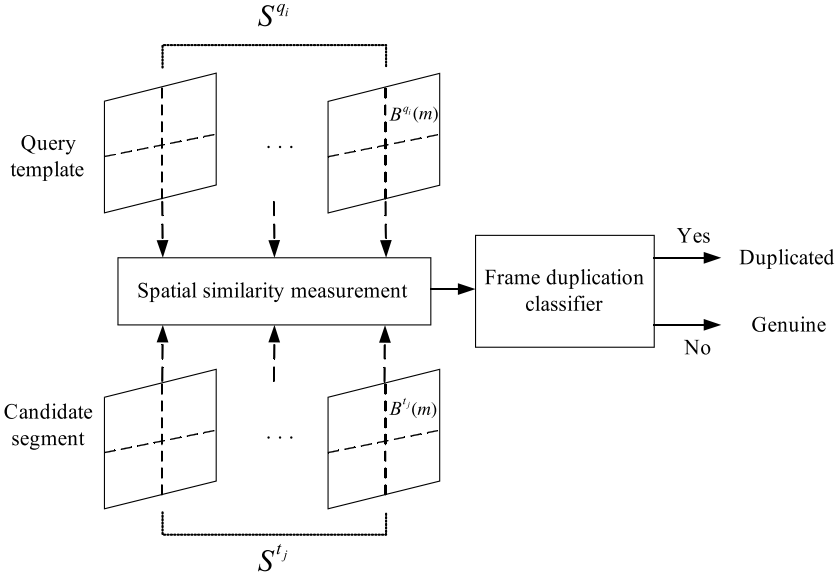 S^{q_i}
B^{q_i}(m)
Query
template
. . .
Yes
Duplicated
Spatial similarity measurement
Frame duplication
classifier
Genuine
No
Candidate
segment
B^{t_j}(m)
. . .
S^{t_j}